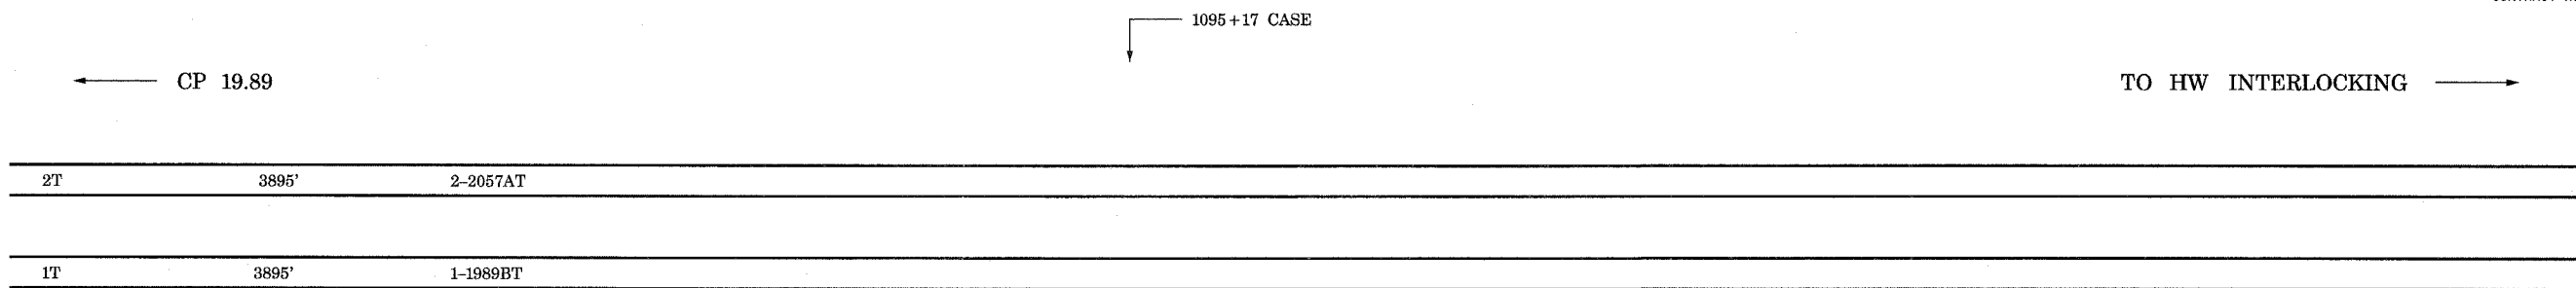 1095+17 CASE
CP 19.89
TO HW INTERLOCKING
2T 3895' 2-2057AT
1T 3895' 1-1989BT